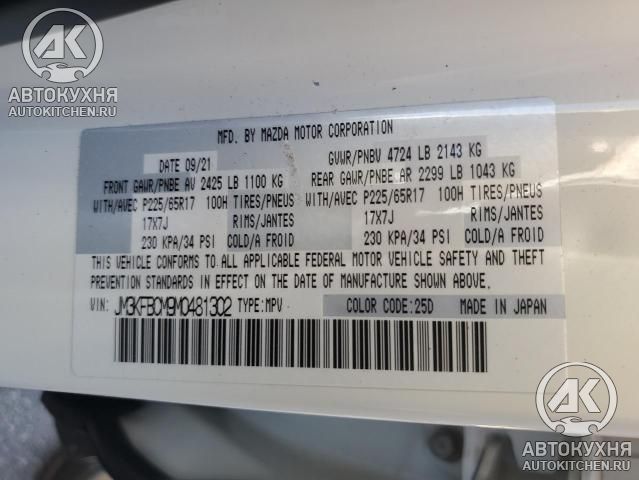 AK
АВТОКУХНЯ
AUTOKITCHEN.RU
MFD. BY MAZDA MOTOR CORPORATION
DATE 09/21 GVWR/PNBV 4724 LB 2143 KG
FRONT GAWR/PNBE AV 2425 LB 1100 KG REAR GAWR/PNBE AR 2299 LB 1043 KG
WITH/AVEC P225/65R17 100H TIRES/PNEUS WITH/AVEC P225/65R17 100H TIRES/PNEUS
17X7J RIMS/JANTES 17X7J RIMS/JANTES
230 KPA/34 PSI COLD/A FROID 230 KPA/34 PSI COLD/A FROID
THIS VEHICLE CONFORMS TO ALL APPLICABLE FEDERAL MOTOR VEHICLE SAFETY AND THEFT
PREVENTION STANDARDS IN EFFECT ON THE DATE OF MANUFACTURE SHOWN ABOVE.
VIN: JM3KFBCM9M0481302 TYPE:MPV COLOR CODE:25D MADE IN JAPAN
AK
АВТОКУХНЯ
AUTOKITCHEN.RU